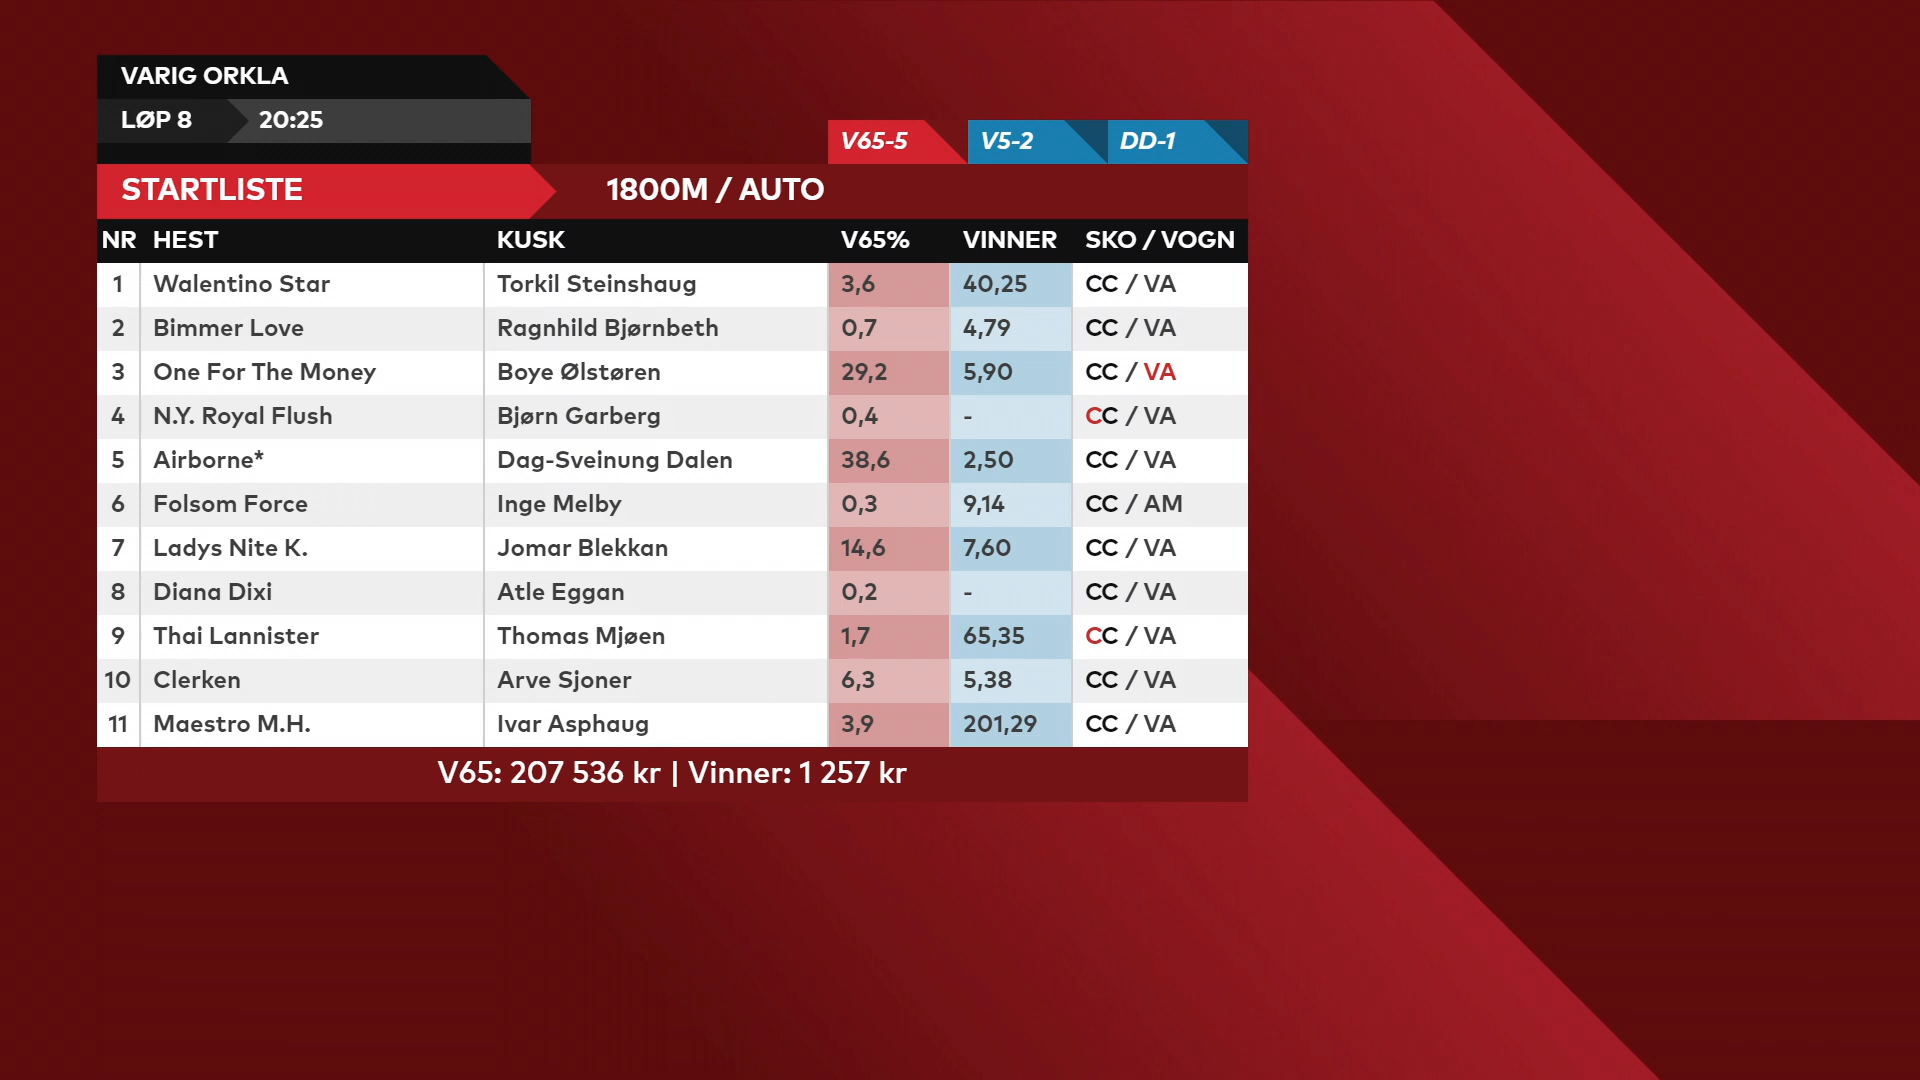 VARIG ORKLA
LØP 8 20:25
V65-5 V5-2 DD-1
STARTLISTE 1800M / AUTO
NR HEST KUSK V65% VINNER SKO / VOGN
1 Walentino Star Torkil Steinshaug 3,6 40,25 CC / VA
2 Bimmer Love Ragnhild Bjørnbeth 0,7 4,79 CC / VA
3 One For The Money Boye Ølstøren 29,2 5,90 CC / VA
4 N.Y. Royal Flush Bjørn Garberg 0,4 - CC / VA
5 Airborne* Dag-Sveinung Dalen 38,6 2,50 CC / VA
6 Folsom Force Inge Melby 0,3 9,14 CC / AM
7 Ladys Nite K. Jomar Blekkan 14,6 7,60 CC / VA
8 Diana Dixi Atle Eggan 0,2 - CC / VA
9 Thai Lannister Thomas Mjøen 1,7 65,35 CC / VA
10 Clerken Arve Sjoner 6,3 5,38 CC / VA
11 Maestro M.H. Ivar Asphaug 3,9 201,29 CC / VA
V65: 207 536 kr | Vinner: 1 257 kr